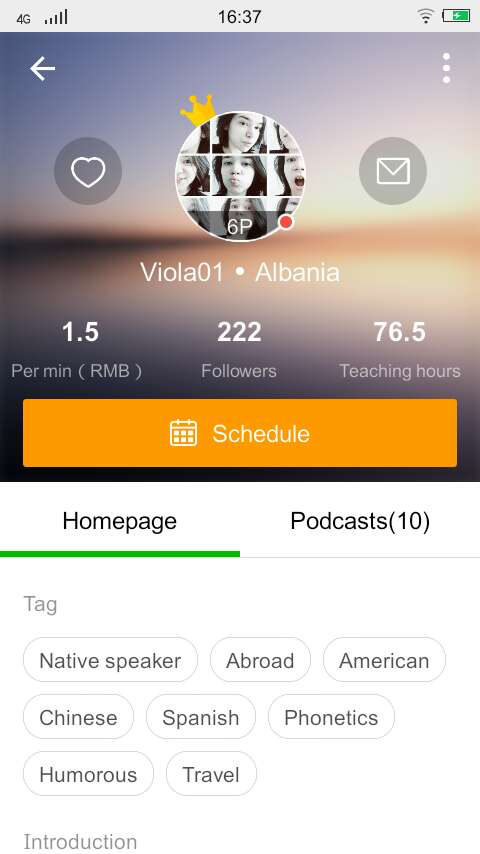 4G 16:37
6P
Viola01 • Albania
1.5 222 76.5
Per min ( RMB ) Followers Teaching hours
Schedule
Homepage Podcasts(10)
Tag
Native speaker Abroad American
Chinese Spanish Phonetics
Humorous Travel
Introduction